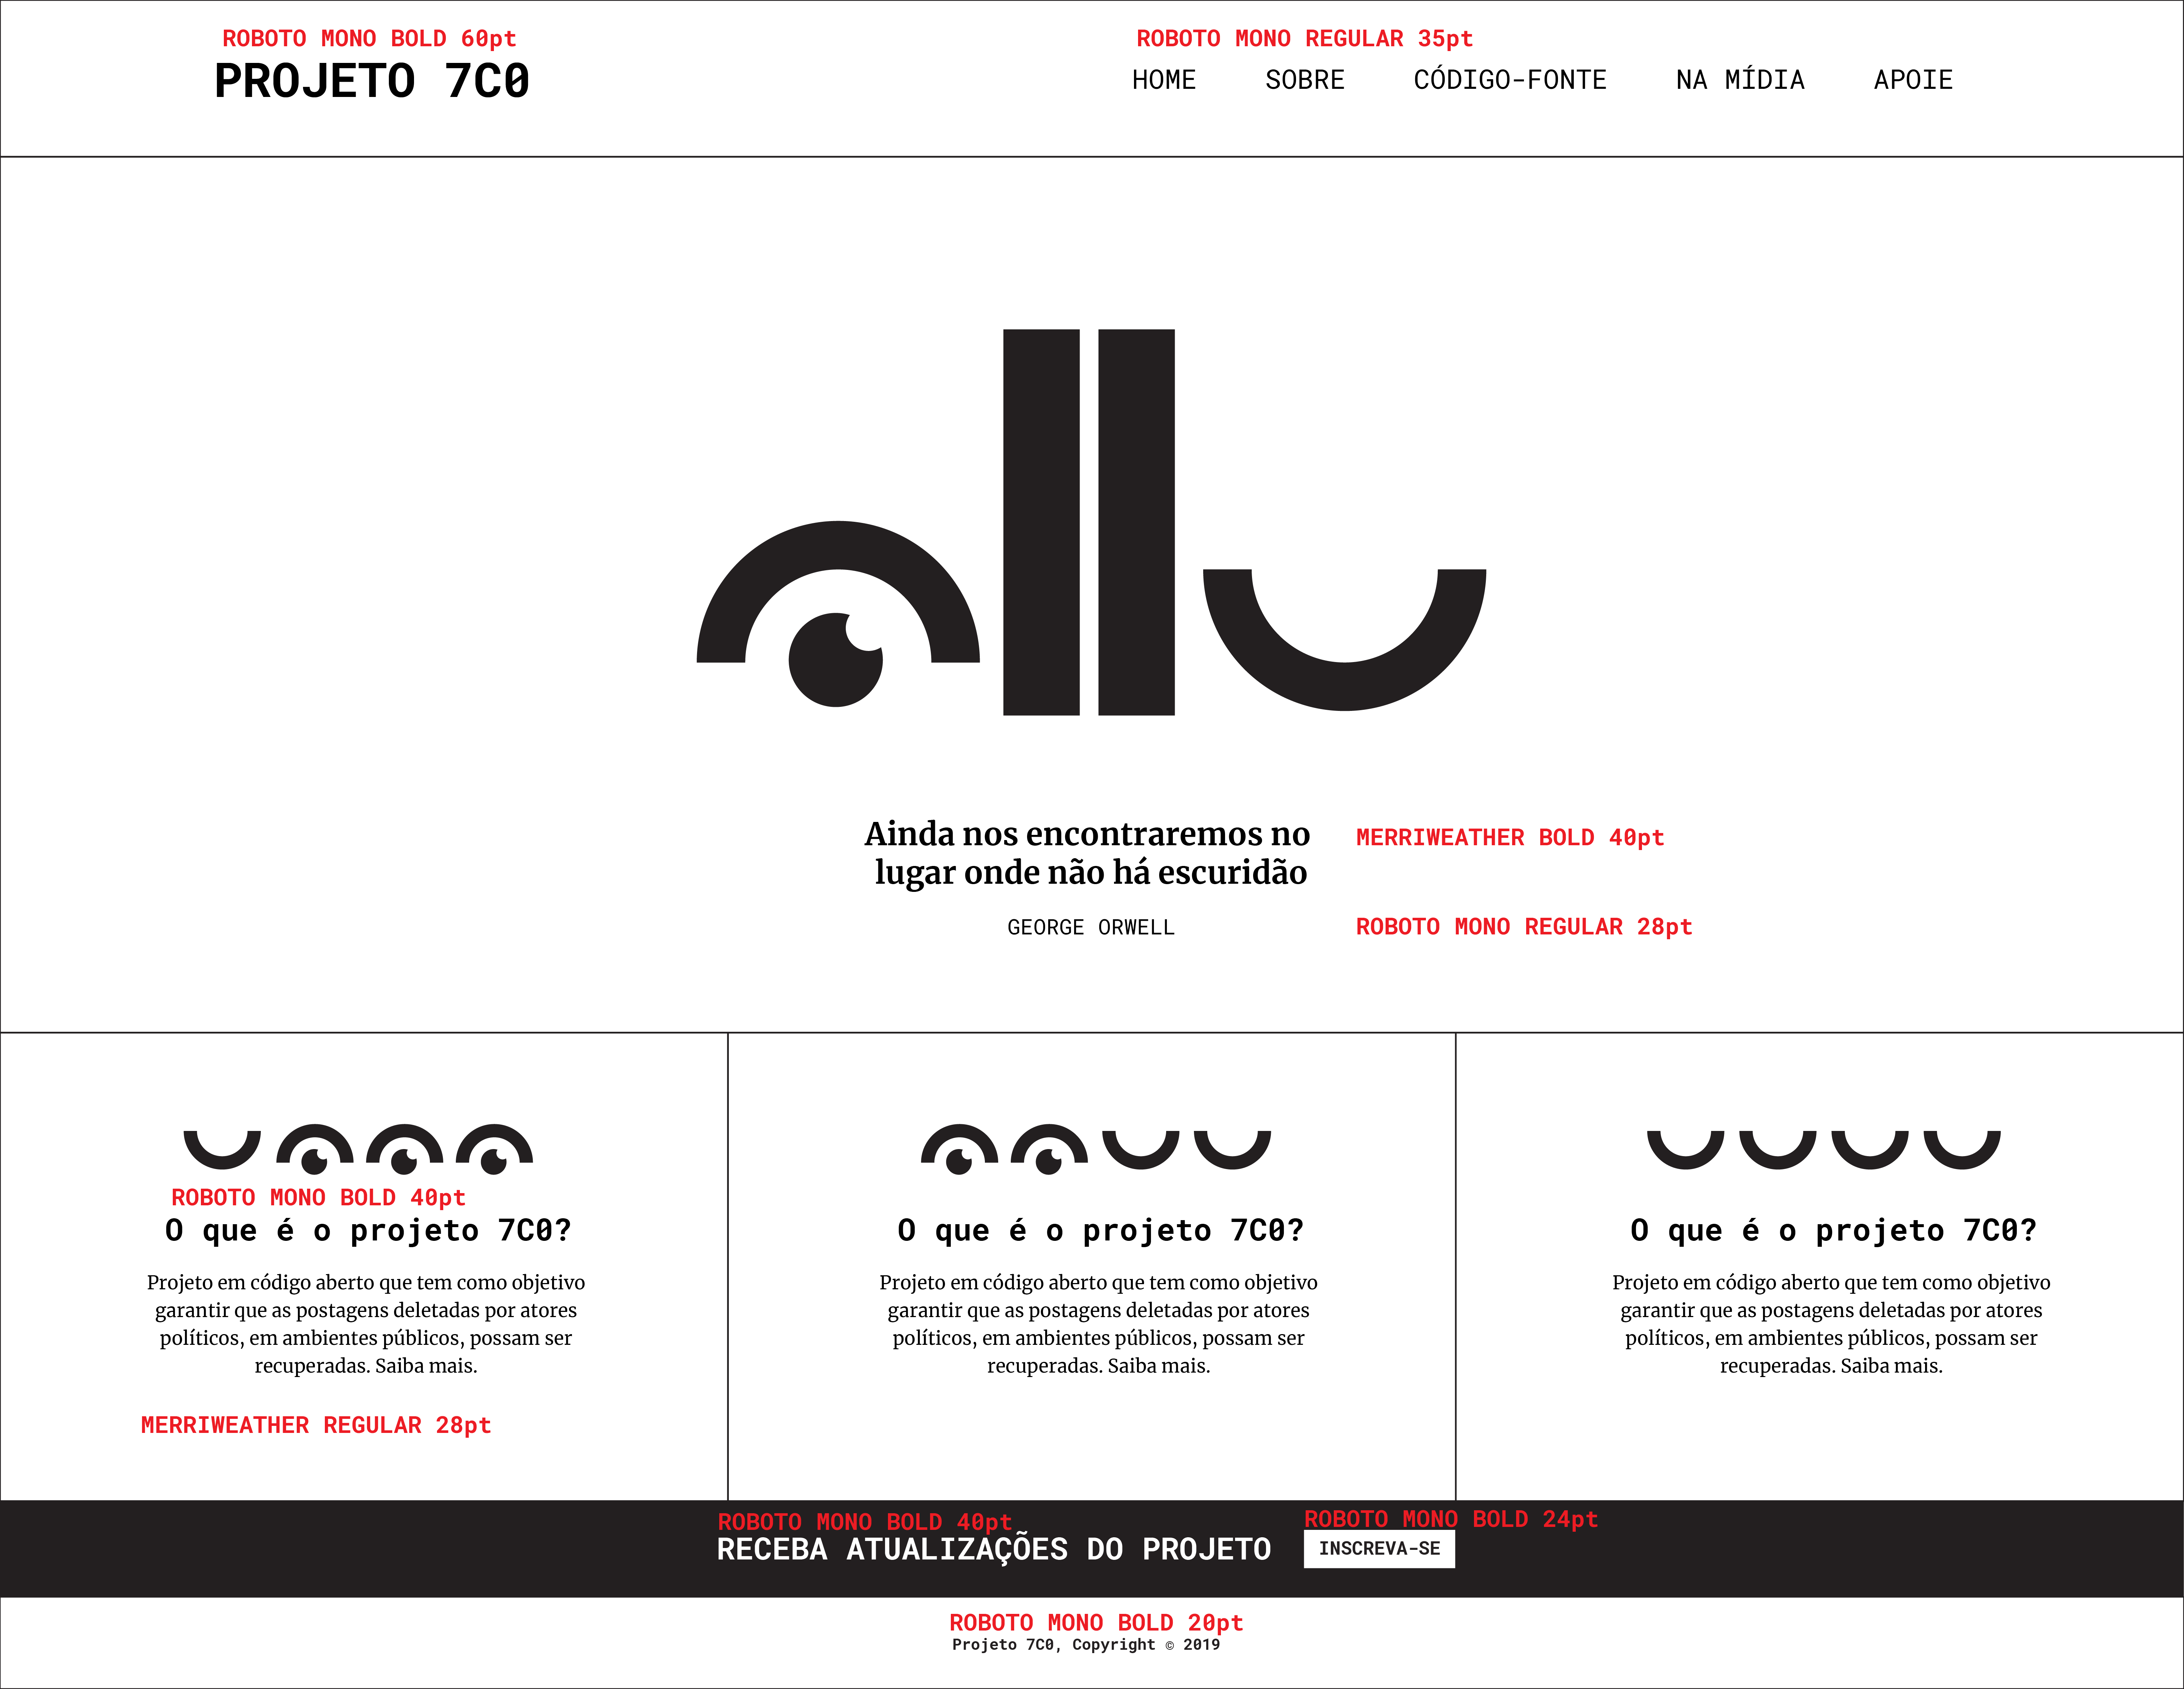 ROBOTO MONO BOLD 60pt
PROJETO 7C0
ROBOTO MONO REGULAR 35pt
HOME SOBRE CÓDIGO-FONTE NA MÍDIA APOIE
Ainda nos encontraremos no
lugar onde não há escuridão
MERRIWEATHER BOLD 40pt
GEORGE ORWELL
ROBOTO MONO REGULAR 28pt
ROBOTO MONO BOLD 40pt
O que é o projeto 7C0?
Projeto em código aberto que tem como objetivo
garantir que as postagens deletadas por atores
políticos, em ambientes públicos, possam ser
recuperadas. Saiba mais.
MERRIWEATHER REGULAR 28pt
O que é o projeto 7C0?
Projeto em código aberto que tem como objetivo
garantir que as postagens deletadas por atores
políticos, em ambientes públicos, possam ser
recuperadas. Saiba mais.
O que é o projeto 7C0?
Projeto em código aberto que tem como objetivo
garantir que as postagens deletadas por atores
políticos, em ambientes públicos, possam ser
recuperadas. Saiba mais.
ROBOTO MONO BOLD 40pt
RECEBA ATUALIZAÇÕES DO PROJETO
ROBOTO MONO BOLD 24pt
INSCREVA-SE
ROBOTO MONO BOLD 20pt
Projeto 7C0, Copyright © 2019